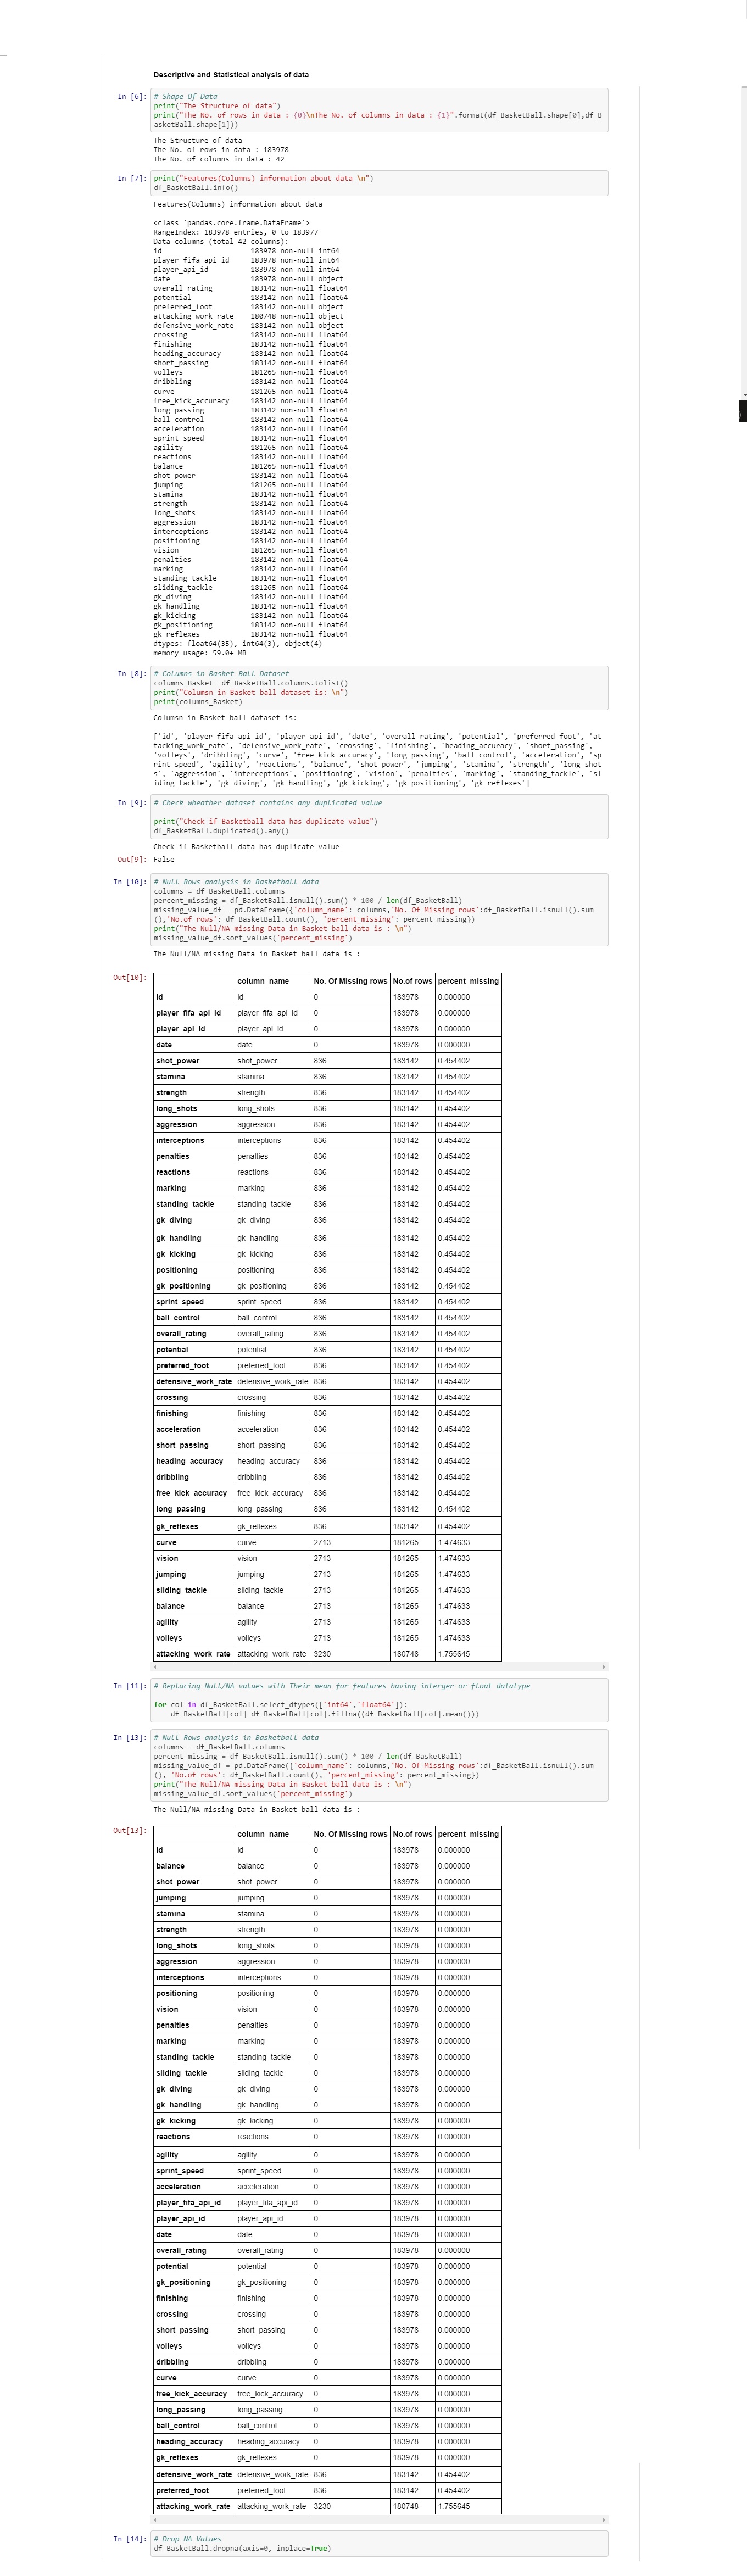 Descriptive and Statistical analysis of data
In [6]: # Shape Of Data
print("The Structure of data")
print("The No. of rows in data : {0}\nThe No. of columns in data : {1}".format(df_BasketBall.shape[0],df_B
asketBall.shape[1]))
The Structure of data
The No. of rows in data : 183978
The No. of columns in data : 42
In [7]: print("Features(Columns) information about data \n")
df_BasketBall.info()
Features(Columns) information about data
<class 'pandas.core.frame.DataFrame'>
RangeIndex: 183978 entries, 0 to 183977
Data columns (total 42 columns):
id 183978 non-null int64
player_fifa_api_id 183978 non-null int64
player_api_id 183978 non-null int64
date 183978 non-null object
overall_rating 183142 non-null float64
potential 183142 non-null float64
preferred_foot 183142 non-null object
attacking_work_rate 180748 non-null object
defensive_work_rate 183142 non-null object
crossing 183142 non-null float64
finishing 183142 non-null float64
heading_accuracy 183142 non-null float64
short_passing 183142 non-null float64
volleys 181265 non-null float64
dribbling 183142 non-null float64
curve 181265 non-null float64
free_kick_accuracy 183142 non-null float64
long_passing 183142 non-null float64
ball_control 183142 non-null float64
acceleration 183142 non-null float64
sprint_speed 183142 non-null float64
agility 181265 non-null float64
reactions 183142 non-null float64
balance 181265 non-null float64
shot_power 183142 non-null float64
jumping 181265 non-null float64
stamina 183142 non-null float64
strength 183142 non-null float64
long_shots 183142 non-null float64
aggression 183142 non-null float64
interceptions 183142 non-null float64
positioning 183142 non-null float64
vision 181265 non-null float64
penalties 183142 non-null float64
marking 183142 non-null float64
standing_tackle 183142 non-null float64
sliding_tackle 181265 non-null float64
gk_diving 183142 non-null float64
gk_handling 183142 non-null float64
gk_kicking 183142 non-null float64
gk_positioning 183142 non-null float64
gk_reflexes 183142 non-null float64
dtypes: float64(35), int64(3), object(4)
memory usage: 59.0+ MB
In [8]: # Columns in Basket Ball Dataset
columns_Basket= df_BasketBall.columns.tolist()
print("Columsn in Basket ball dataset is: \n")
print(columns_Basket)
Columsn in Basket ball dataset is:
['id', 'player_fifa_api_id', 'player_api_id', 'date', 'overall_rating', 'potential', 'preferred_foot', 'at
tacking_work_rate', 'defensive_work_rate', 'crossing', 'finishing', 'heading_accuracy', 'short_passing',
'volleys', 'dribbling', 'curve', 'free_kick_accuracy', 'long_passing', 'ball_control', 'acceleration', 'sp
rint_speed', 'agility', 'reactions', 'balance', 'shot_power', 'jumping', 'stamina', 'strength', 'long_shot
s', 'aggression', 'interceptions', 'positioning', 'vision', 'penalties', 'marking', 'standing_tackle', 'sl
iding_tackle', 'gk_diving', 'gk_handling', 'gk_kicking', 'gk_positioning', 'gk_reflexes']
In [9]: # Check wheather dataset contains any duplicated value
print("Check if Basketball data has duplicate value")
df_BasketBall.duplicated().any()
Check if Basketball data has duplicate value
Out[9]: False
In [10]: # Null Rows analysis in Basketball data
columns = df_BasketBall.columns
percent_missing = df_BasketBall.isnull().sum() * 100 / len(df_BasketBall)
missing_value_df = pd.DataFrame({'column_name': columns,'No. Of Missing rows':df_BasketBall.isnull().sum
(),'No.of rows': df_BasketBall.count(), 'percent_missing': percent_missing})
print("The Null/NA missing Data in Basket ball data is : \n")
missing_value_df.sort_values('percent_missing')
The Null/NA missing Data in Basket ball data is :
Out[10]: column_name No. Of Missing rows No.of rows percent_missing
id id 0 183978 0.000000
player_fifa_api_id player_fifa_api_id 0 183978 0.000000
player_api_id player_api_id 0 183978 0.000000
date date 0 183978 0.000000
shot_power shot_power 836 183142 0.454402
stamina stamina 836 183142 0.454402
strength strength 836 183142 0.454402
long_shots long_shots 836 183142 0.454402
aggression aggression 836 183142 0.454402
interceptions interceptions 836 183142 0.454402
penalties penalties 836 183142 0.454402
reactions reactions 836 183142 0.454402
marking marking 836 183142 0.454402
standing_tackle standing_tackle 836 183142 0.454402
gk_diving gk_diving 836 183142 0.454402
gk_handling gk_handling 836 183142 0.454402
gk_kicking gk_kicking 836 183142 0.454402
positioning positioning 836 183142 0.454402
gk_positioning gk_positioning 836 183142 0.454402
sprint_speed sprint_speed 836 183142 0.454402
ball_control ball_control 836 183142 0.454402
overall_rating overall_rating 836 183142 0.454402
potential potential 836 183142 0.454402
preferred_foot preferred_foot 836 183142 0.454402
defensive_work_rate defensive_work_rate 836 183142 0.454402
crossing crossing 836 183142 0.454402
finishing finishing 836 183142 0.454402
acceleration acceleration 836 183142 0.454402
short_passing short_passing 836 183142 0.454402
heading_accuracy heading_accuracy 836 183142 0.454402
dribbling dribbling 836 183142 0.454402
free_kick_accuracy free_kick_accuracy 836 183142 0.454402
long_passing long_passing 836 183142 0.454402
gk_reflexes gk_reflexes 836 183142 0.454402
curve curve 2713 181265 1.474633
vision vision 2713 181265 1.474633
jumping jumping 2713 181265 1.474633
sliding_tackle sliding_tackle 2713 181265 1.474633
balance balance 2713 181265 1.474633
agility agility 2713 181265 1.474633
volleys volleys 2713 181265 1.474633
attacking_work_rate attacking_work_rate 3230 180748 1.755645
In [11]: # Replacing Null/NA values with Their mean for features having interger or float datatype
for col in df_BasketBall.select_dtypes(['int64','float64']):
df_BasketBall[col]=df_BasketBall[col].fillna((df_BasketBall[col].mean()))
In [13]: # Null Rows analysis in Basketball data
columns = df_BasketBall.columns
percent_missing = df_BasketBall.isnull().sum() * 100 / len(df_BasketBall)
missing_value_df = pd.DataFrame({'column_name': columns,'No. Of Missing rows':df_BasketBall.isnull().sum
(), 'No.of rows': df_BasketBall.count(), 'percent_missing': percent_missing})
print("The Null/NA missing Data in Basket ball data is : \n")
missing_value_df.sort_values('percent_missing')
The Null/NA missing Data in Basket ball data is :
Out[13]: column_name No. Of Missing rows No.of rows percent_missing
id id 0 183978 0.000000
balance balance 0 183978 0.000000
shot_power shot_power 0 183978 0.000000
jumping jumping 0 183978 0.000000
stamina stamina 0 183978 0.000000
strength strength 0 183978 0.000000
long_shots long_shots 0 183978 0.000000
aggression aggression 0 183978 0.000000
interceptions interceptions 0 183978 0.000000
positioning positioning 0 183978 0.000000
vision vision 0 183978 0.000000
penalties penalties 0 183978 0.000000
marking marking 0 183978 0.000000
standing_tackle standing_tackle 0 183978 0.000000
sliding_tackle sliding_tackle 0 183978 0.000000
gk_diving gk_diving 0 183978 0.000000
gk_handling gk_handling 0 183978 0.000000
gk_kicking gk_kicking 0 183978 0.000000
reactions reactions 0 183978 0.000000
agility agility 0 183978 0.000000
sprint_speed sprint_speed 0 183978 0.000000
acceleration acceleration 0 183978 0.000000
player_fifa_api_id player_fifa_api_id 0 183978 0.000000
player_api_id player_api_id 0 183978 0.000000
date date 0 183978 0.000000
overall_rating overall_rating 0 183978 0.000000
potential potential 0 183978 0.000000
gk_positioning gk_positioning 0 183978 0.000000
finishing finishing 0 183978 0.000000
crossing crossing 0 183978 0.000000
short_passing short_passing 0 183978 0.000000
volleys volleys 0 183978 0.000000
dribbling dribbling 0 183978 0.000000
curve curve 0 183978 0.000000
free_kick_accuracy free_kick_accuracy 0 183978 0.000000
long_passing long_passing 0 183978 0.000000
ball_control ball_control 0 183978 0.000000
heading_accuracy heading_accuracy 0 183978 0.000000
gk_reflexes gk_reflexes 0 183978 0.000000
defensive_work_rate defensive_work_rate 836 183142 0.454402
preferred_foot preferred_foot 836 183142 0.454402
attacking_work_rate attacking_work_rate 3230 180748 1.755645
In [14]: # Drop NA Values
df_BasketBall.dropna(axis=0, inplace=True)